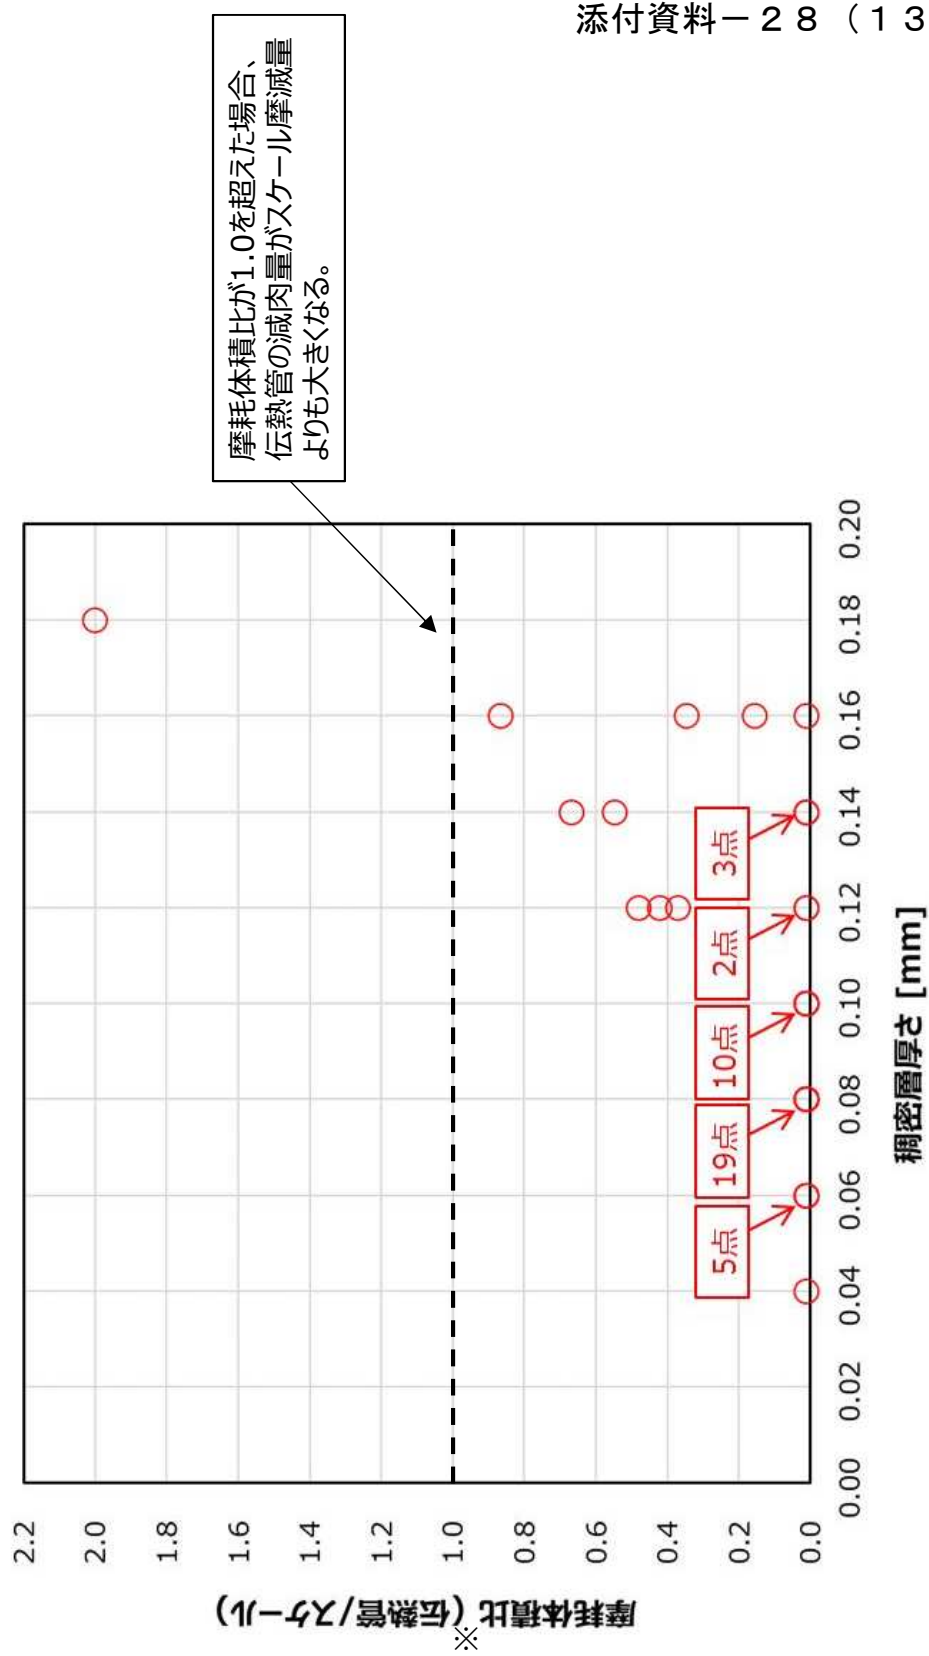 添付資料-28（13
摩耗体積比が1.0を超えた場合、
伝熱管の減肉量がスケール摩滅量
よりも大きくなる。
摩耗体積比（伝熱管/スケール）
※
2.2
2.0
1.8
1.6
1.4
1.2
1.0
0.8
0.6
0.4
0.2
0.0
5点
19点
10点
2点
3点
0.00
0.02
0.04
0.06
0.08
0.10
0.12
0.14
0.16
0.18
0.20
稠密層厚さ [mm]